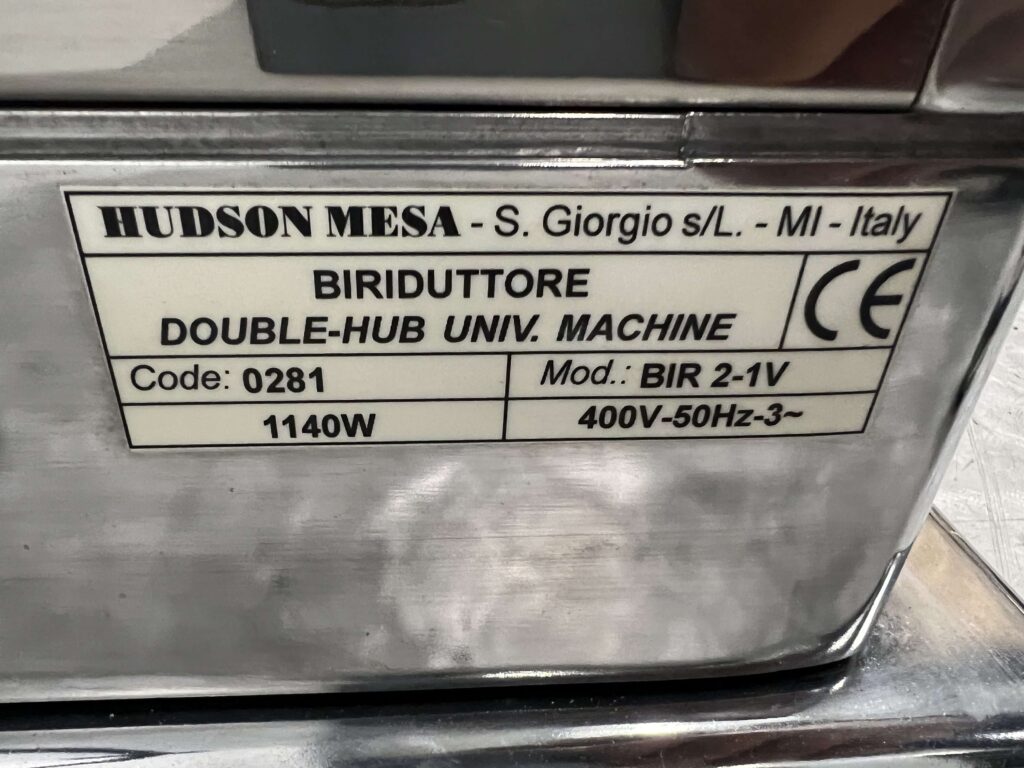 HUDSON MESA - S. Giorgio s/L. - MI - Italy
BIRIDUTTORE
DOUBLE-HUB UNIV. MACHINE
CE
Code: 0281
Mod.: BIR 2-1V
1140W
400V-50Hz-3~